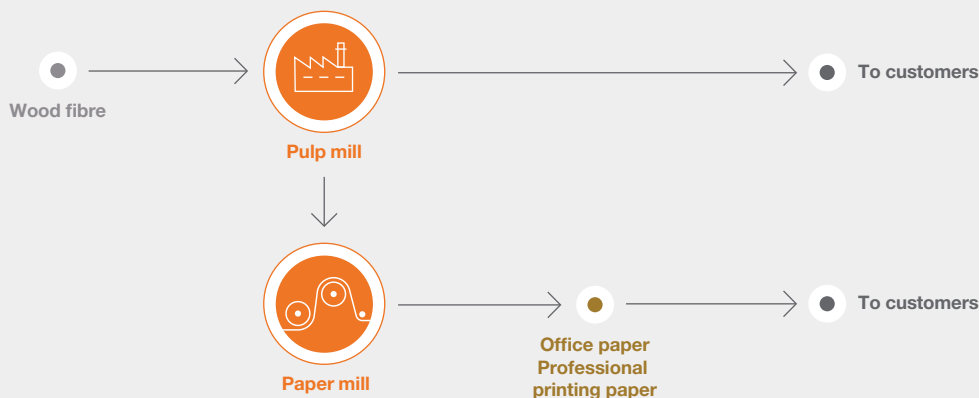 Wood fibre
Pulp mill
To customers
Paper mill
Office paper
Professional
printing paper
To customers